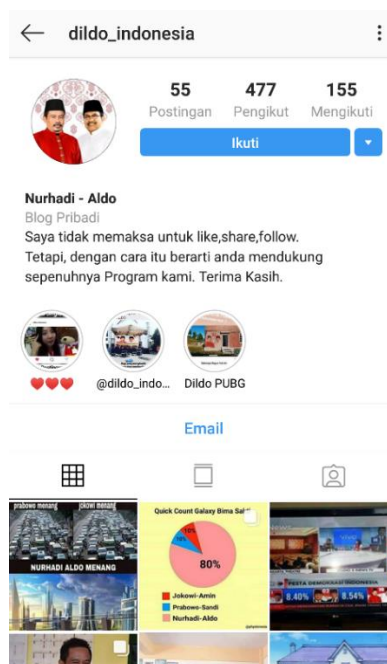 dildo_indonesia
55
477
155
Postingan
Pengikut
Mengikuti
Ikuti
Nurhadi - Aldo
Blog Pribadi
Saya tidak memaksa untuk like,share,follow.
Tetapi, dengan cara itu berarti anda mendukung
sepenuhnya Program kami. Terima Kasih.
@dildo_indo...
Dildo PUBG
Email
prabowo menang
jokowi menang
NURHADI ALDO MENANG
Quick Count Galaxy Bima Sakti
10%
10%
80%
Jokowi-Amin
Prabowo-Sandi
Nurhadi-Aldo
PESTA DEMOKRASI INDONESIA
8.40%
8.54%